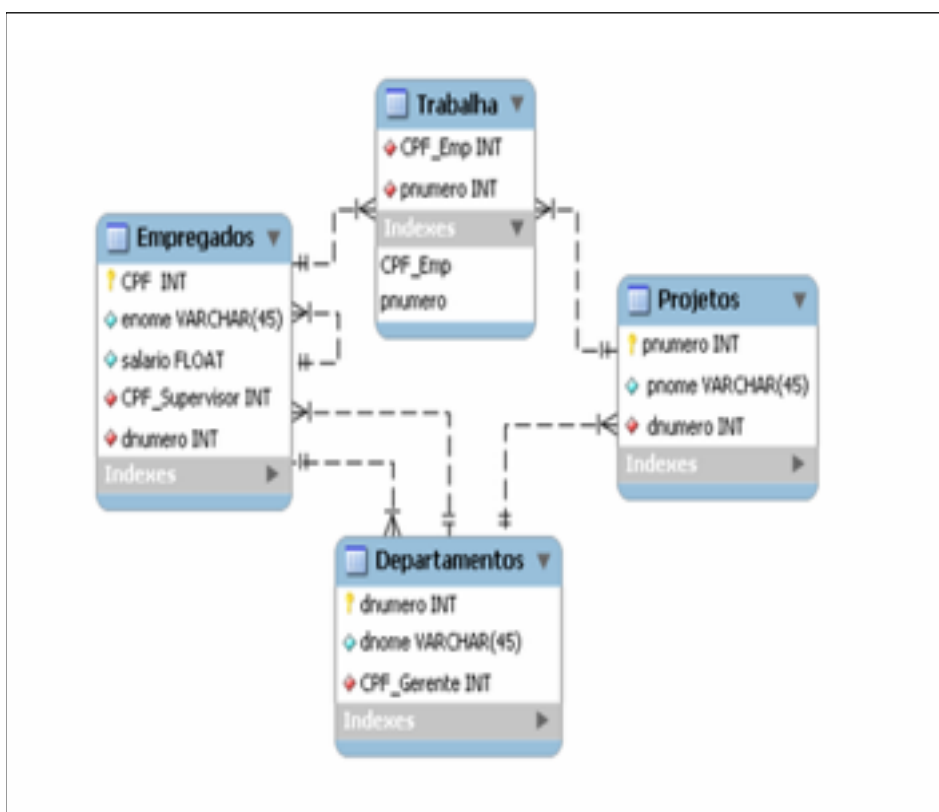 Trabalha
CPF_Emp INT
pnumero INT
Indexes
CPF_Emp
pnumero
Empregados
CPF INT
enome VARCHAR(45)
salario FLOAT
CPF_Supervisor INT
dnumero INT
Indexes
Projetos
pnumero INT
pnome VARCHAR(45)
dnumero INT
Indexes
Departamentos
dnumero INT
dnome VARCHAR(45)
CPF_Gerente INT
Indexes